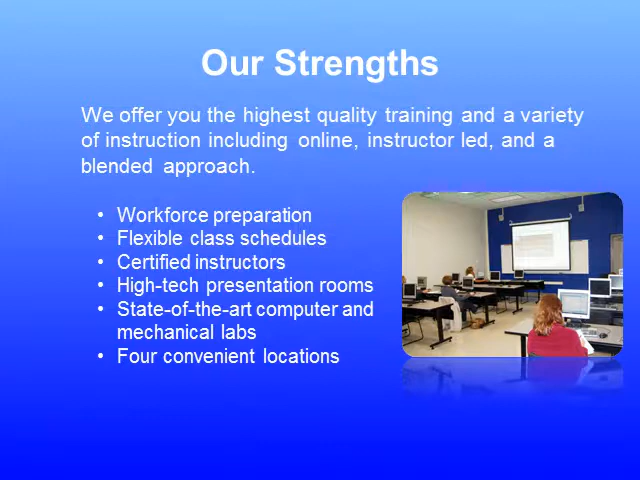 Our Strengths
We offer you the highest quality training and a variety
of instruction including online, instructor led, and a
blended approach.
• Workforce preparation
• Flexible class schedules
• Certified instructors
• High-tech presentation rooms
• State-of-the-art computer and
mechanical labs
• Four convenient locations